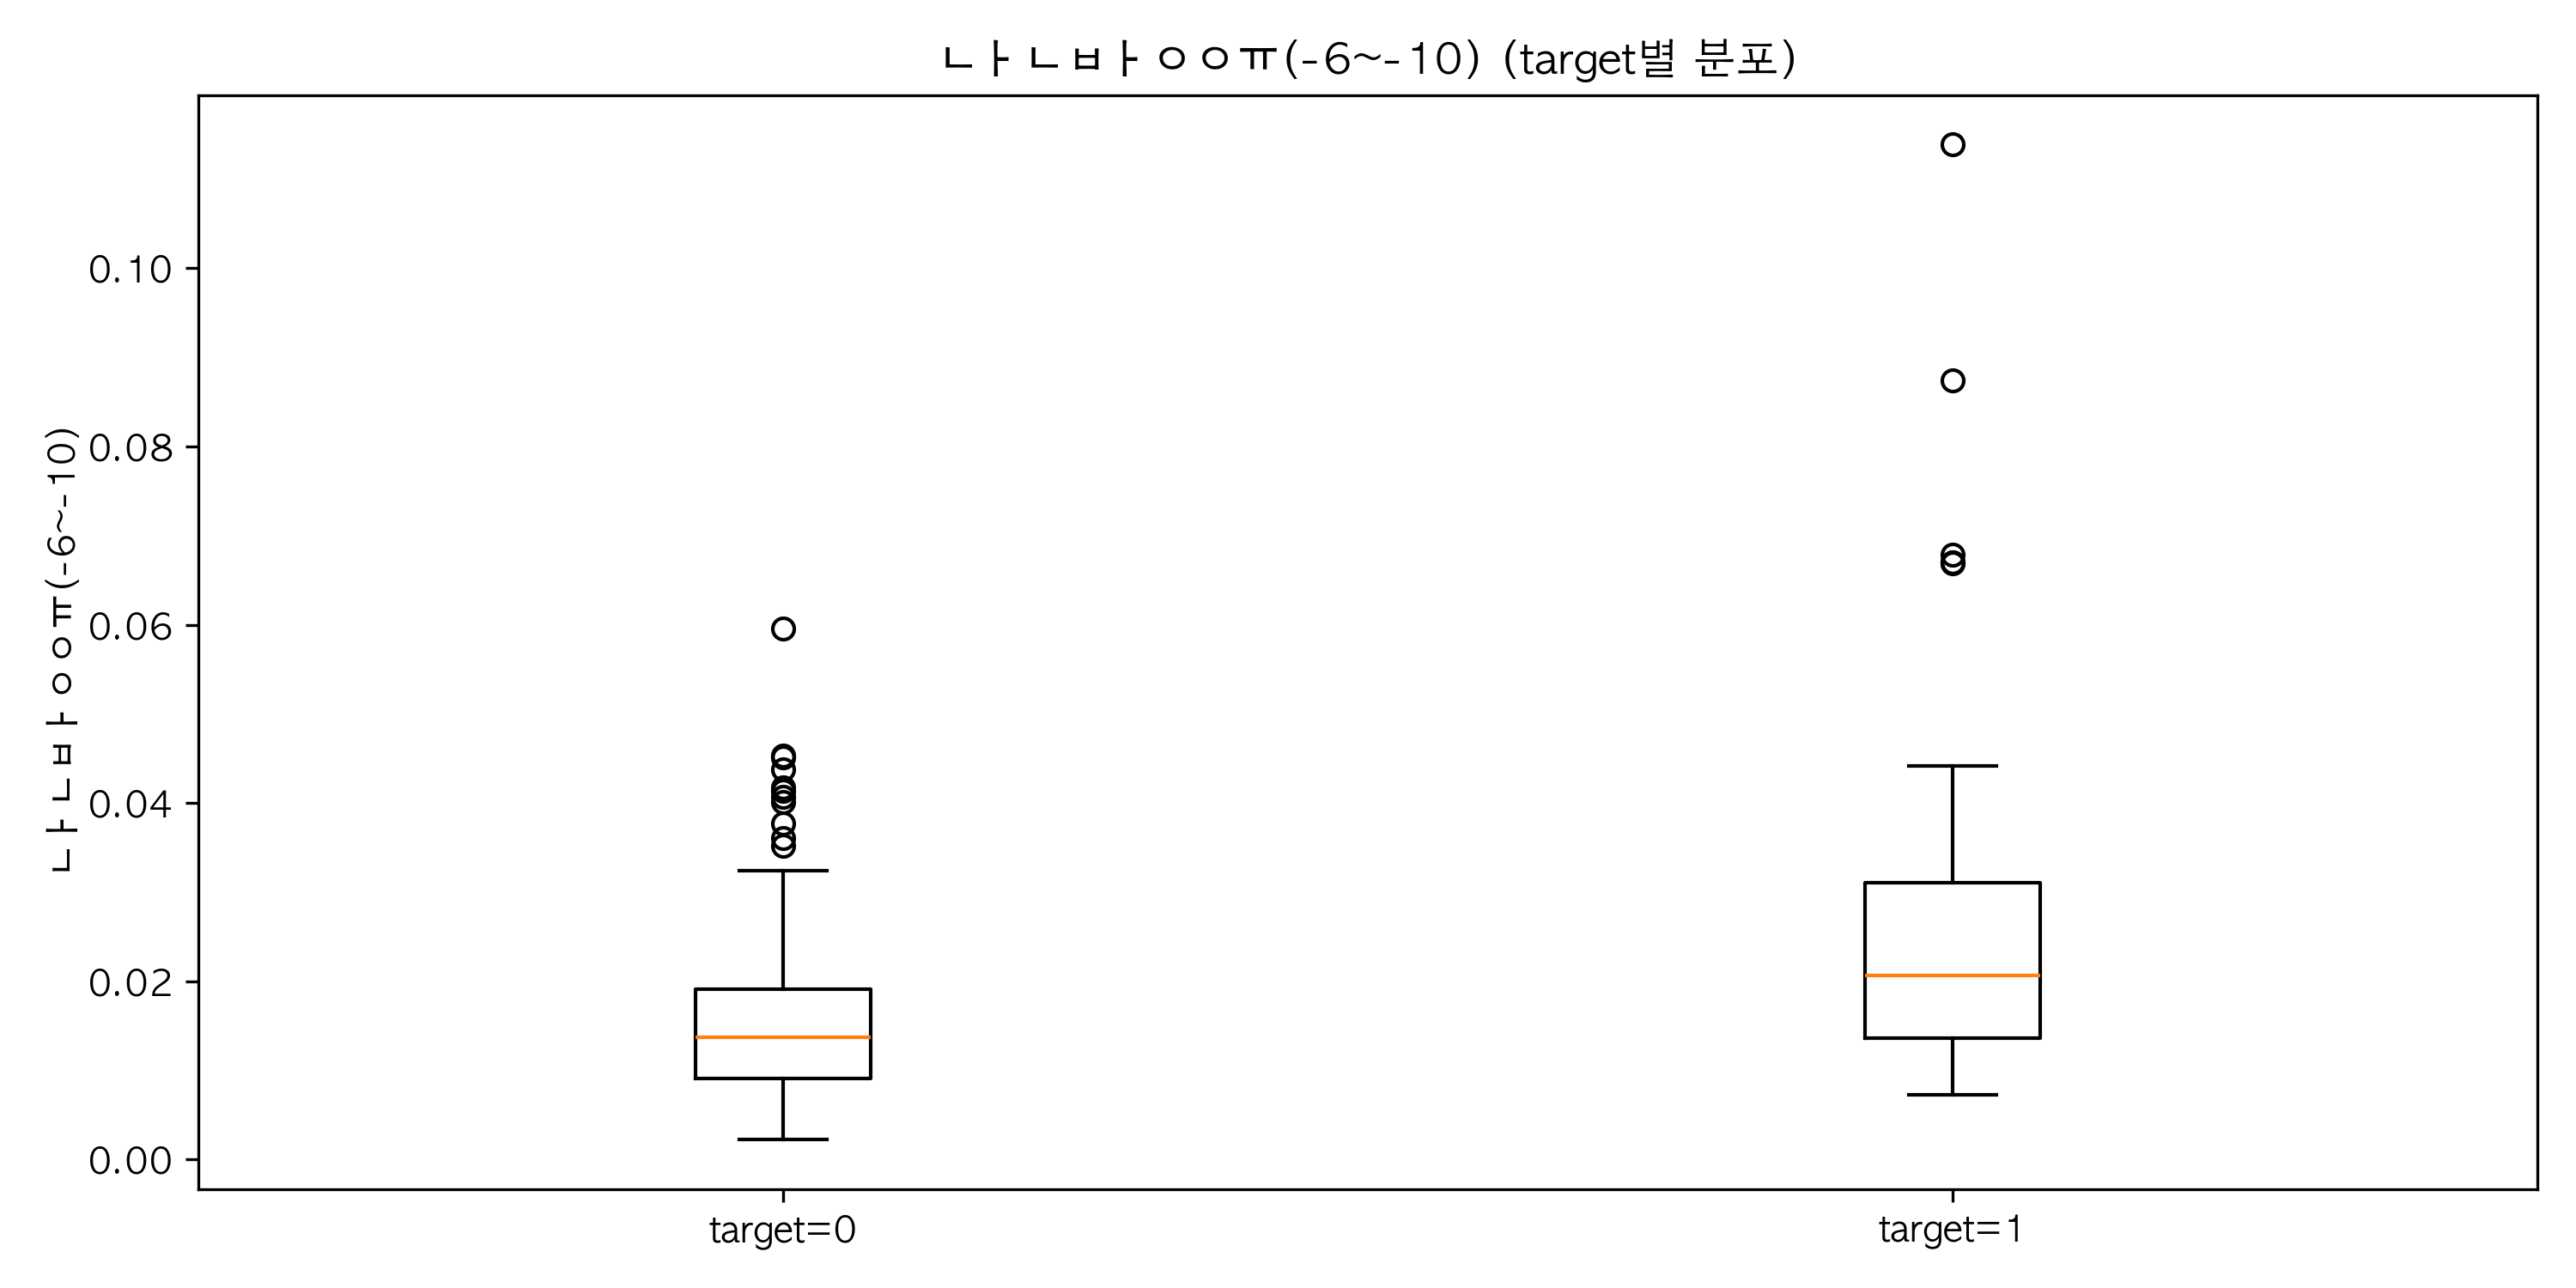 ㄴㅏㄴㅂㅏㅇㅇㅠ(-6~-10) (target별 분포)
ㄴㅏㄴㅂㅏㅇㅇㅠ(-6~-10)
0.10
0.08
0.06
0.04
0.02
0.00
target=0
target=1